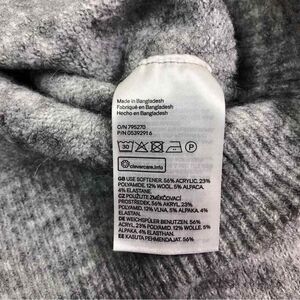 Made in Bangladesh
Fabriqué en Bangladesh
Hecho en Bangladesh
O/N 795270
P/N 05392916
30
P
clevercare.info
GB USE SOFTENER. 56% ACRYLIC, 23%
POLYAMIDE, 12% WOOL, 5% ALPACA,
4% ELASTANE
CZ POUŽIJTE ZMĚKČOVACÍ
PROSTŘEDEK. 56% AKRYL, 23%
POLYAMID, 12% VLNA, 5% ALPAKA, 4%
ELASTAN.
DE WEICHSPÜLER BENUTZEN. 56%
ACRYL, 23% POLYAMID, 12% WOLLE, 5%
ALPAKA, 4% ELASTHAN.
EE KASUTA PEHMENDAJAT. 56%